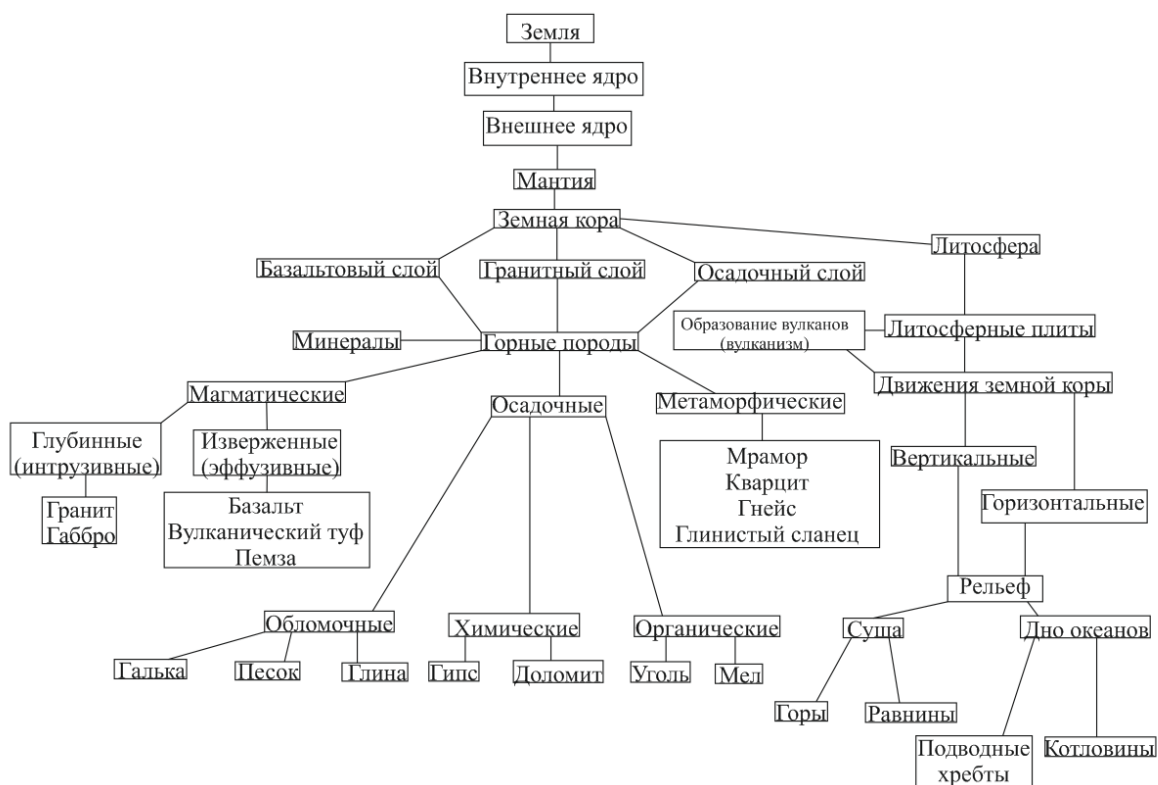 Земля
Внутреннее ядро
Внешнее ядро
Мантия
Земная кора
Литосфера
Базальтовый слой
Гранитный слой
Осадочный слой
Образование вулканов
(вулканизм)
Литосферные плиты
Минералы
Горные породы
Движения земной коры
Магматические
Осадочные
Метаморфические
Глубинные
(интрузивные)
Изверженные
(эффузивные)
Мрамор
Кварцит
Гнейс
Глинистый сланец
Вертикальные
Горизонтальные
Гранит
Габбро
Базальт
Вулканический туф
Пемза
Рельеф
Обломочные
Химические
Органические
Суша
Дно океанов
Галька
Песок
Глина
Гипс
Доломит
Уголь
Мел
Горы
Равнины
Подводные
хребты
Котловины